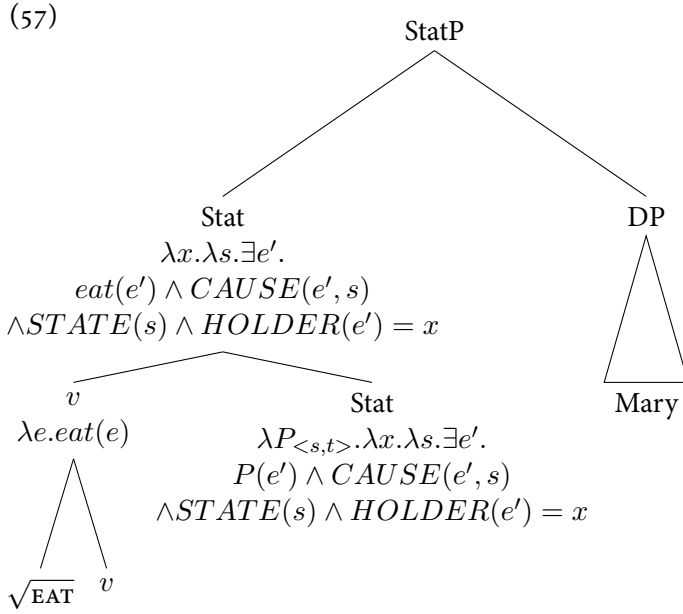 (57)
StatP
Stat DP
λx.λs.∃e′.
eat(e′) ∧ CAUSE(e′, s)
∧STATE(s) ∧ HOLDER(e′) = x
v Stat Mary
λe.eat(e) λP<s,t>.λx.λs.∃e′.
P(e′) ∧ CAUSE(e′, s)
∧STATE(s) ∧ HOLDER(e′) = x
√EAT v